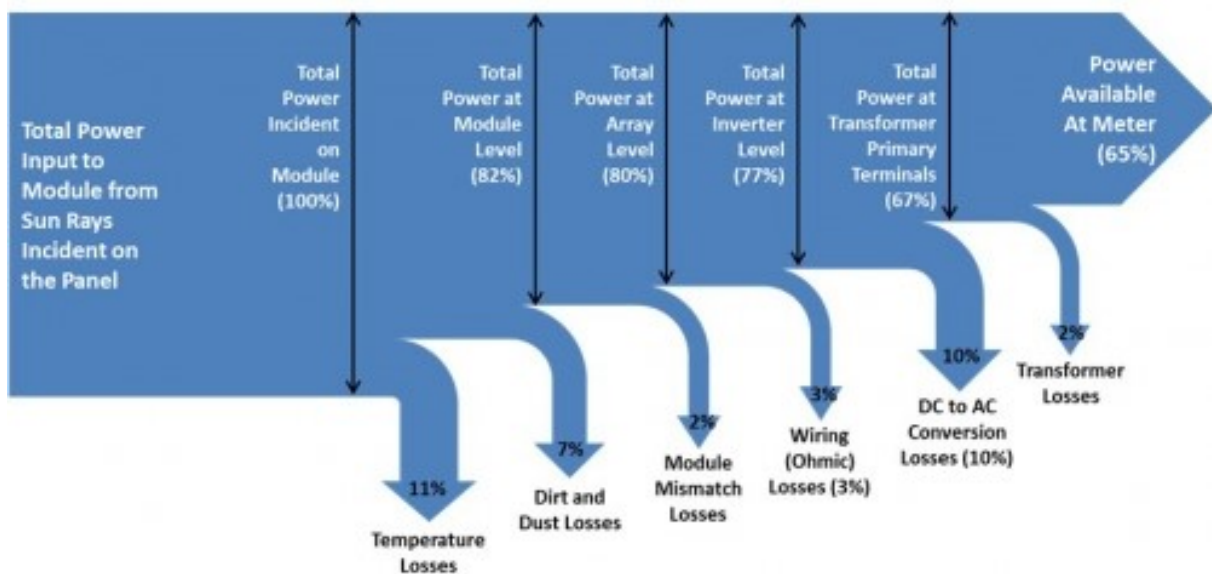 Total Power
Input to
Module from
Sun Rays
Incident on
the Panel
Total
Power
Incident
on
Module
(100%)
Total
Power at
Module
Level
(82%)
Total
Power at
Array
Level
(80%)
Total
Power at
Inverter
Level
(77%)
Total
Power at
Transformer
Primary
Terminals
(67%)
Power
Available
At Meter
(65%)
11%
Temperature
Losses
7%
Dirt and
Dust Losses
2%
Module
Mismatch
Losses
3%
Wiring
(Ohmic)
Losses (3%)
10%
DC to AC
Conversion
Losses (10%)
2%
Transformer
Losses